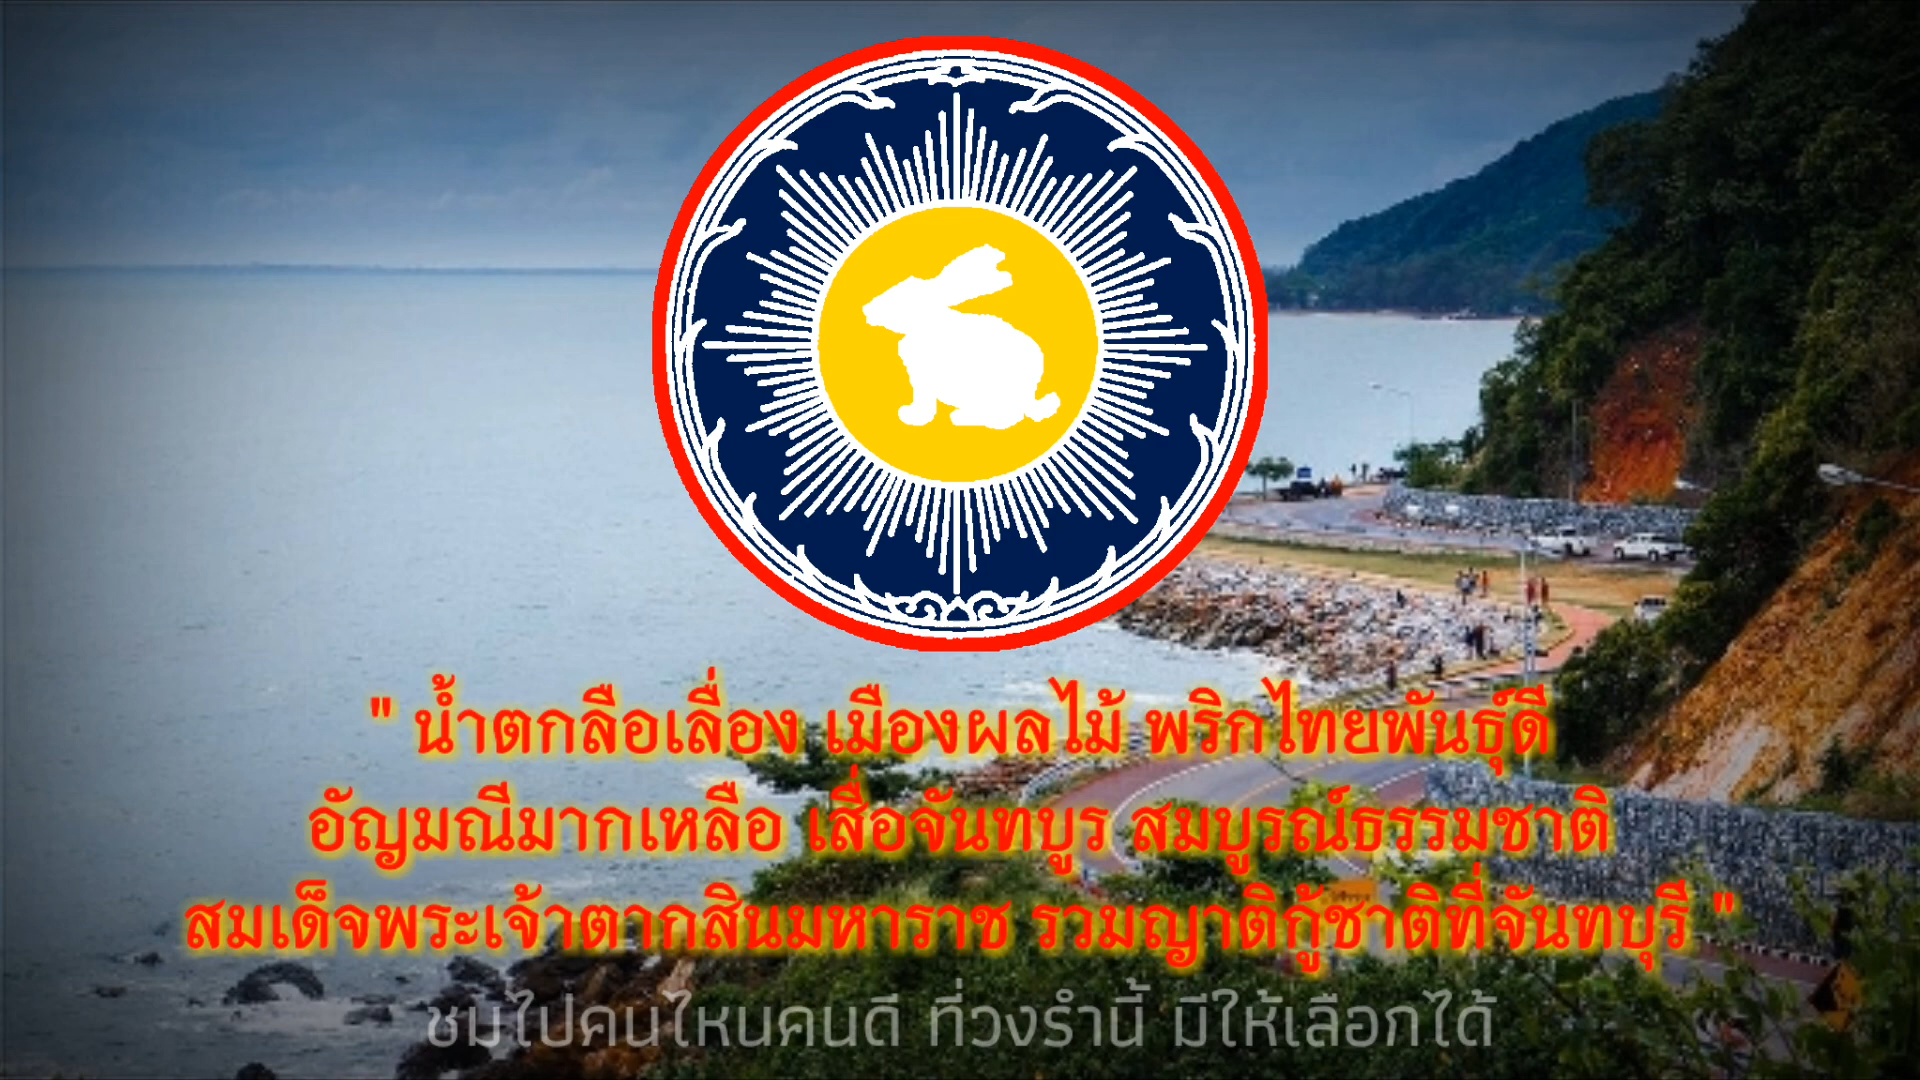 " น้ำตกลือเลื่อง เมืองผลไม้ พริกไทยพันธุ์ดี
อัญมณีมากเหลือ เสื่อจันทบูร สมบูรณ์ธรรมชาติ
สมเด็จพระเจ้าตากสินมหาราช รวมญาติกู้ชาติที่จันทบุรี "
ชมไปคนไหนคนดี ที่วงรำนี้ มีให้เลือกได้